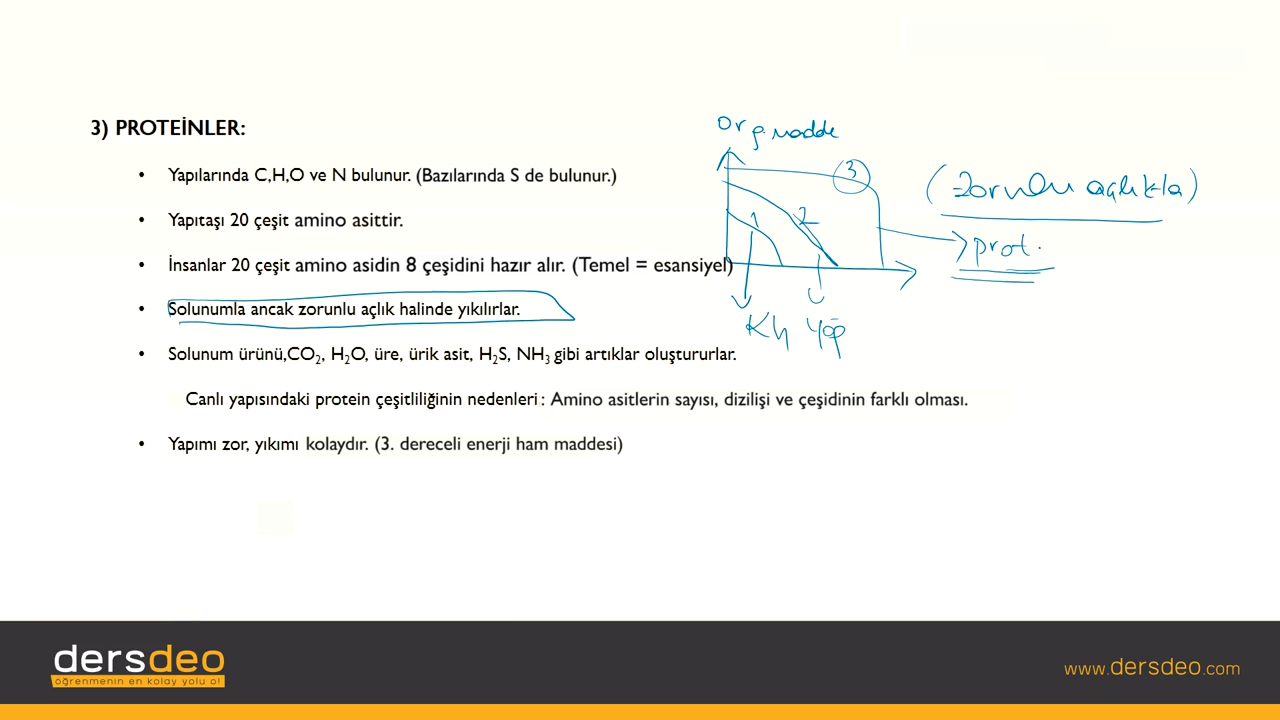 3) PROTEİNLER:
• Yapılarında C,H,O ve N bulunur. (Bazılarında S de bulunur.)
• Yapıtaşı 20 çeşit amino asittir.
• İnsanlar 20 çeşit amino asidin 8 çeşidini hazır alır. (Temel = esansiyel)
• Solunumla ancak zorunlu açlık halinde yıkılırlar.
• Solunum ürünü,CO₂, H₂O, üre, ürik asit, H₂S, NH₃ gibi artıklar oluştururlar.
Canlı yapısındaki protein çeşitliliğinin nedenleri : Amino asitlerin sayısı, dizilişi ve çeşidinin farklı olması.
• Yapımı zor, yıkımı kolaydır. (3. dereceli enerji ham maddesi)
Org. madde
3
1 2
Kh Yağ
(zorunlu açlıkla)
prot.
dersdeo
öğrenmenin en kolay yolu o!
www.dersdeo.com